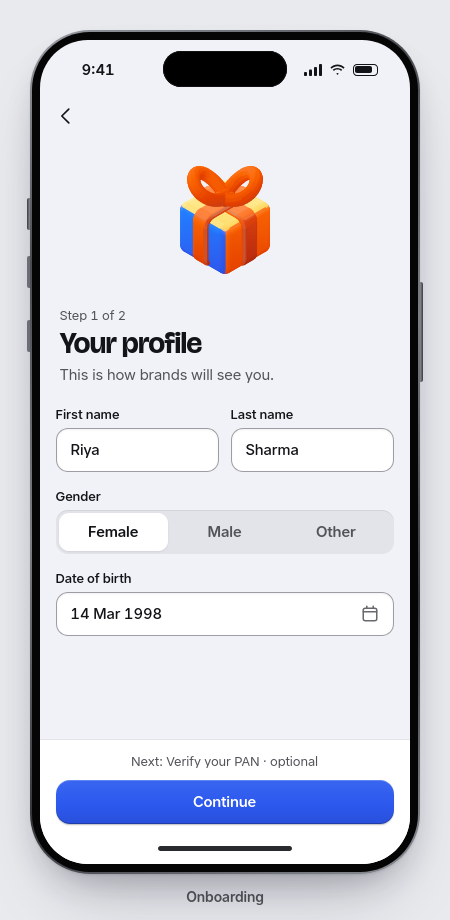 9:41
Step 1 of 2
Your profile
This is how brands will see you.
First name Last name
Riya Sharma
Gender
Female Male Other
Date of birth
14 Mar 1998
Next: Verify your PAN · optional
Continue
Onboarding